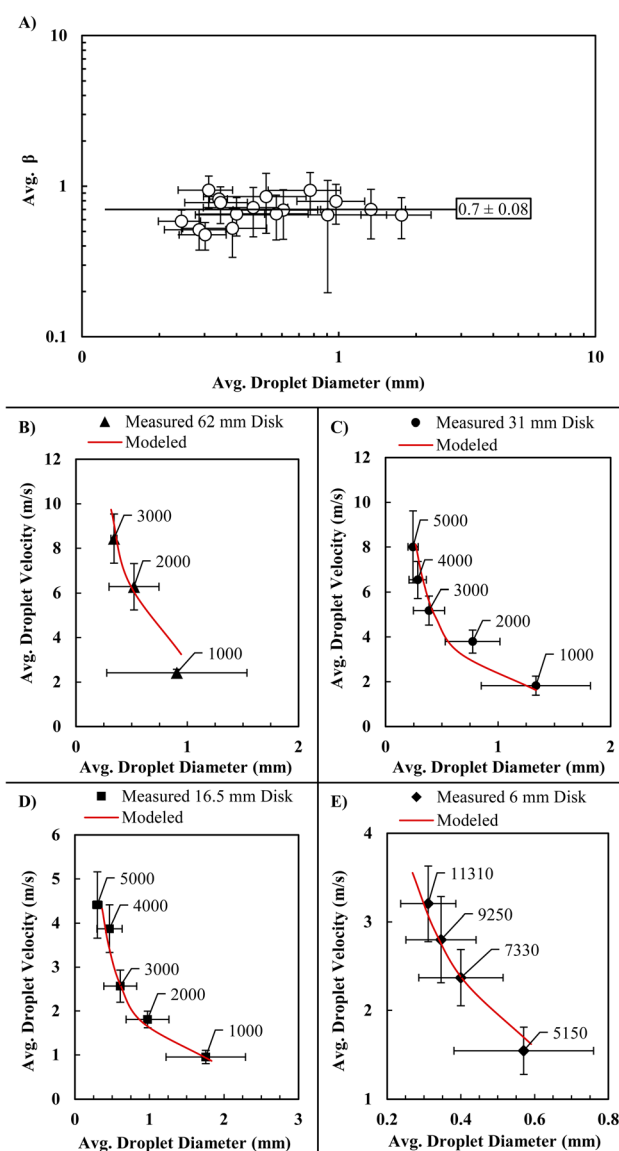 A)
10
1
0.1
Avg. β
0.7 ± 0.08
0 1 10
Avg. Droplet Diameter (mm)
B)
Measured 62 mm Disk
Modeled
12
10
8
6
4
2
0
Avg. Droplet Velocity (m/s)
3000
2000
1000
0 1 2
Avg. Droplet Diameter (mm)
C)
Measured 31 mm Disk
Modeled
12
10
8
6
4
2
0
Avg. Droplet Velocity (m/s)
5000
4000
3000
2000
1000
0 1 2
Avg. Droplet Diameter (mm)
D)
Measured 16.5 mm Disk
Modeled
6
5
4
3
2
1
0
Avg. Droplet Velocity (m/s)
5000
4000
3000
2000
1000
0 1 2 3
Avg. Droplet Diameter (mm)
E)
Measured 6 mm Disk
Modeled
4
3
2
1
Avg. Droplet Velocity (m/s)
11310
9250
7330
5150
0.2 0.4 0.6 0.8
Avg. Droplet Diameter (mm)